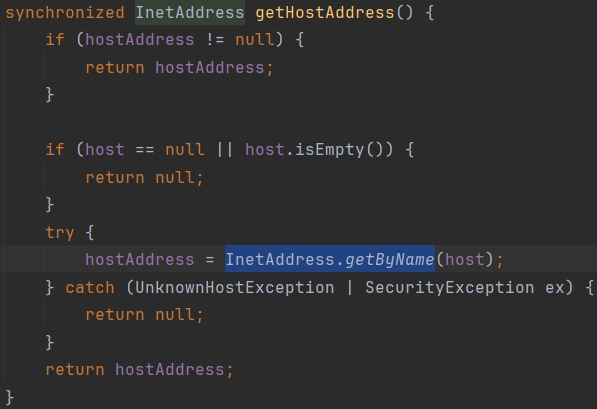 synchronized InetAddress getHostAddress() {
    if (hostAddress != null) {
        return hostAddress;
    }

    if (host == null || host.isEmpty()) {
        return null;
    }
    try {
        hostAddress = InetAddress.getByName(host);
    } catch (UnknownHostException | SecurityException ex) {
        return null;
    }
    return hostAddress;
}